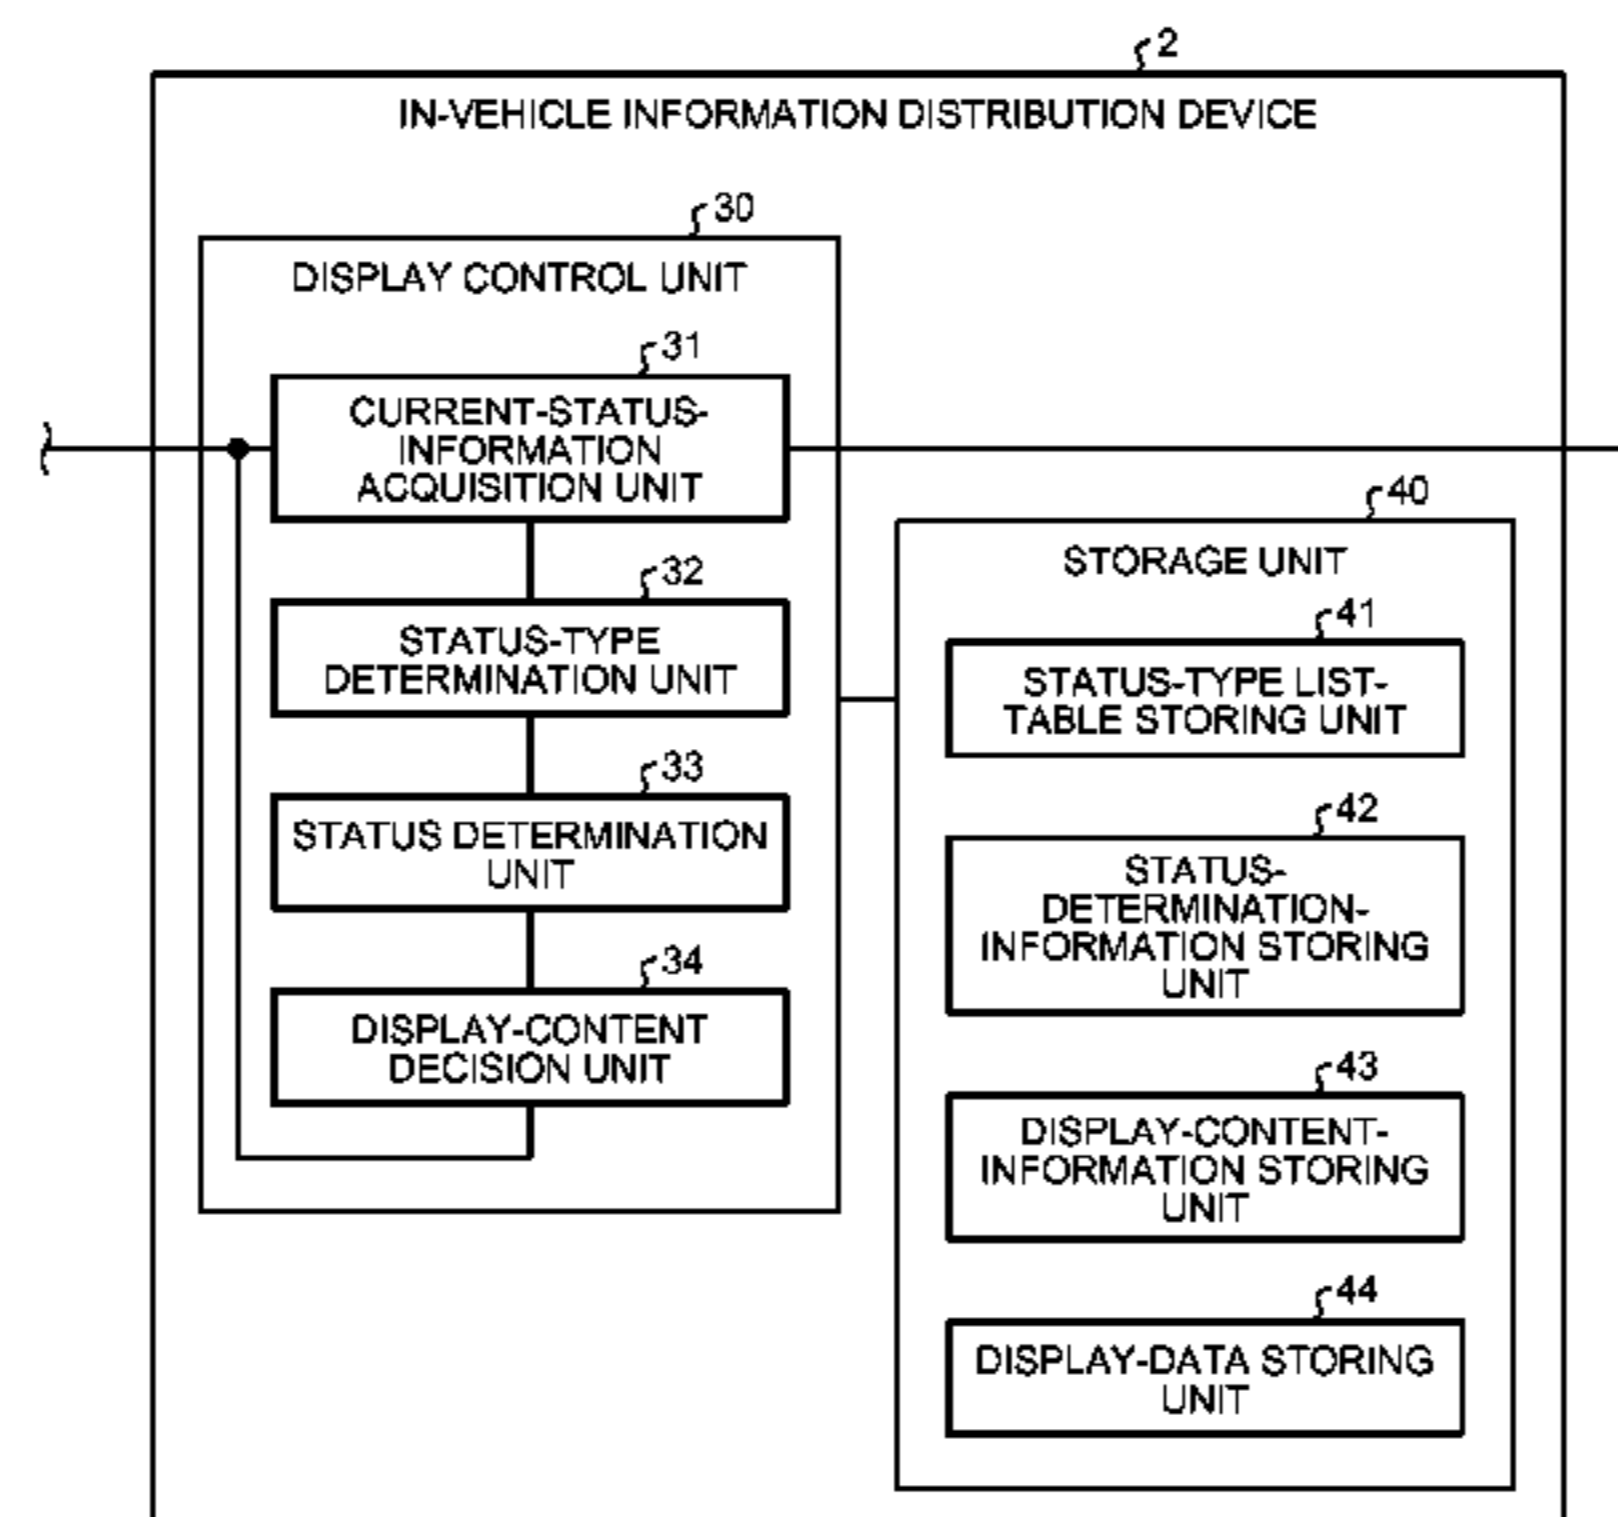 2
IN-VEHICLE INFORMATION DISTRIBUTION DEVICE
30
DISPLAY CONTROL UNIT
31
CURRENT-STATUS-
INFORMATION
ACQUISITION UNIT
32
STATUS-TYPE
DETERMINATION UNIT
33
STATUS DETERMINATION
UNIT
34
DISPLAY-CONTENT
DECISION UNIT
40
STORAGE UNIT
41
STATUS-TYPE LIST-
TABLE STORING UNIT
42
STATUS-
DETERMINATION-
INFORMATION STORING
UNIT
43
DISPLAY-CONTENT-
INFORMATION STORING
UNIT
44
DISPLAY-DATA STORING
UNIT